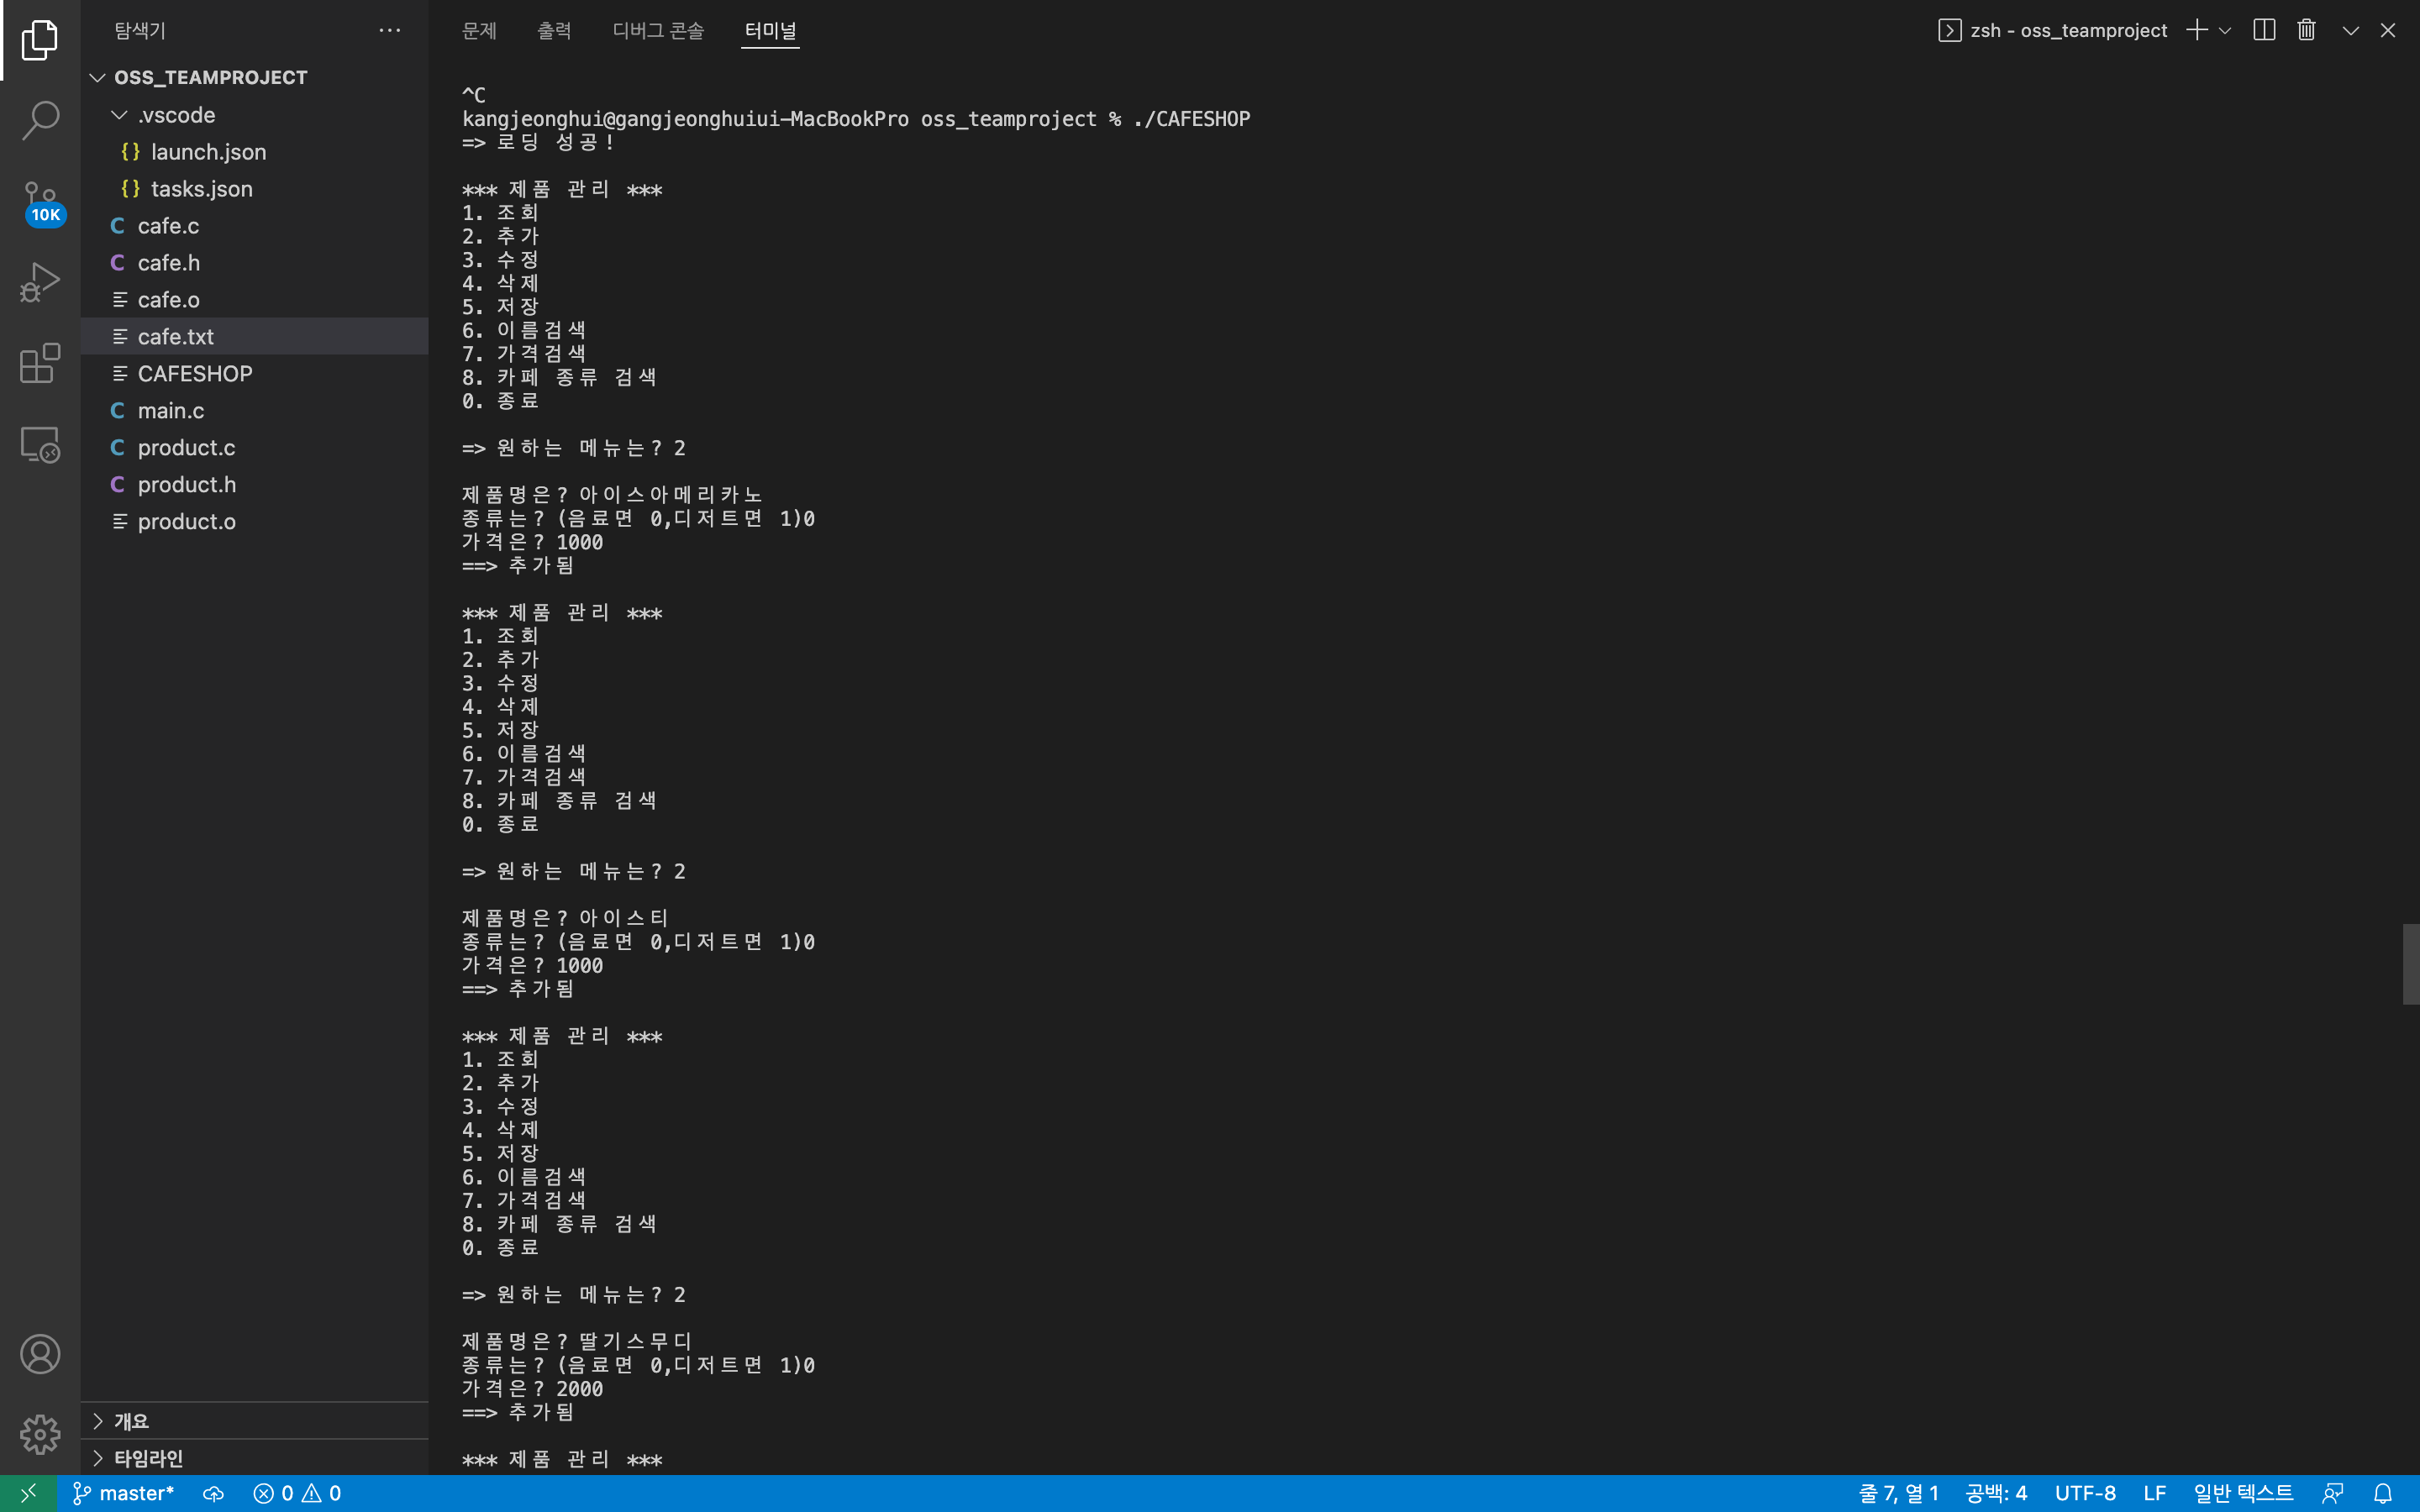 탐색기
OSS_TEAMPROJECT
.vscode
{} launch.json
{} tasks.json
C cafe.c
C cafe.h
cafe.o
cafe.txt
CAFESHOP
C main.c
C product.c
C product.h
product.o
10K
개요
타임라인
문제 출력 디버그 콘솔 터미널
zsh - oss_teamproject
^C
kangjeonghui@gangjeonghuiui-MacBookPro oss_teamproject % ./CAFESHOP
=> 로딩 성공!
*** 제품 관리 ***
1. 조회
2. 추가
3. 수정
4. 삭제
5. 저장
6. 이름검색
7. 가격검색
8. 카페 종류 검색
0. 종료
=> 원하는 메뉴는? 2
제품명은? 아이스아메리카노
종류는? (음료면 0,디저트면 1)0
가격은? 1000
==> 추가됨
*** 제품 관리 ***
1. 조회
2. 추가
3. 수정
4. 삭제
5. 저장
6. 이름검색
7. 가격검색
8. 카페 종류 검색
0. 종료
=> 원하는 메뉴는? 2
제품명은? 아이스티
종류는? (음료면 0,디저트면 1)0
가격은? 1000
==> 추가됨
*** 제품 관리 ***
1. 조회
2. 추가
3. 수정
4. 삭제
5. 저장
6. 이름검색
7. 가격검색
8. 카페 종류 검색
0. 종료
=> 원하는 메뉴는? 2
제품명은? 딸기스무디
종류는? (음료면 0,디저트면 1)0
가격은? 2000
==> 추가됨
*** 제품 관리 ***
master* 0 0 줄 7, 열 1 공백: 4 UTF-8 LF 일반 텍스트